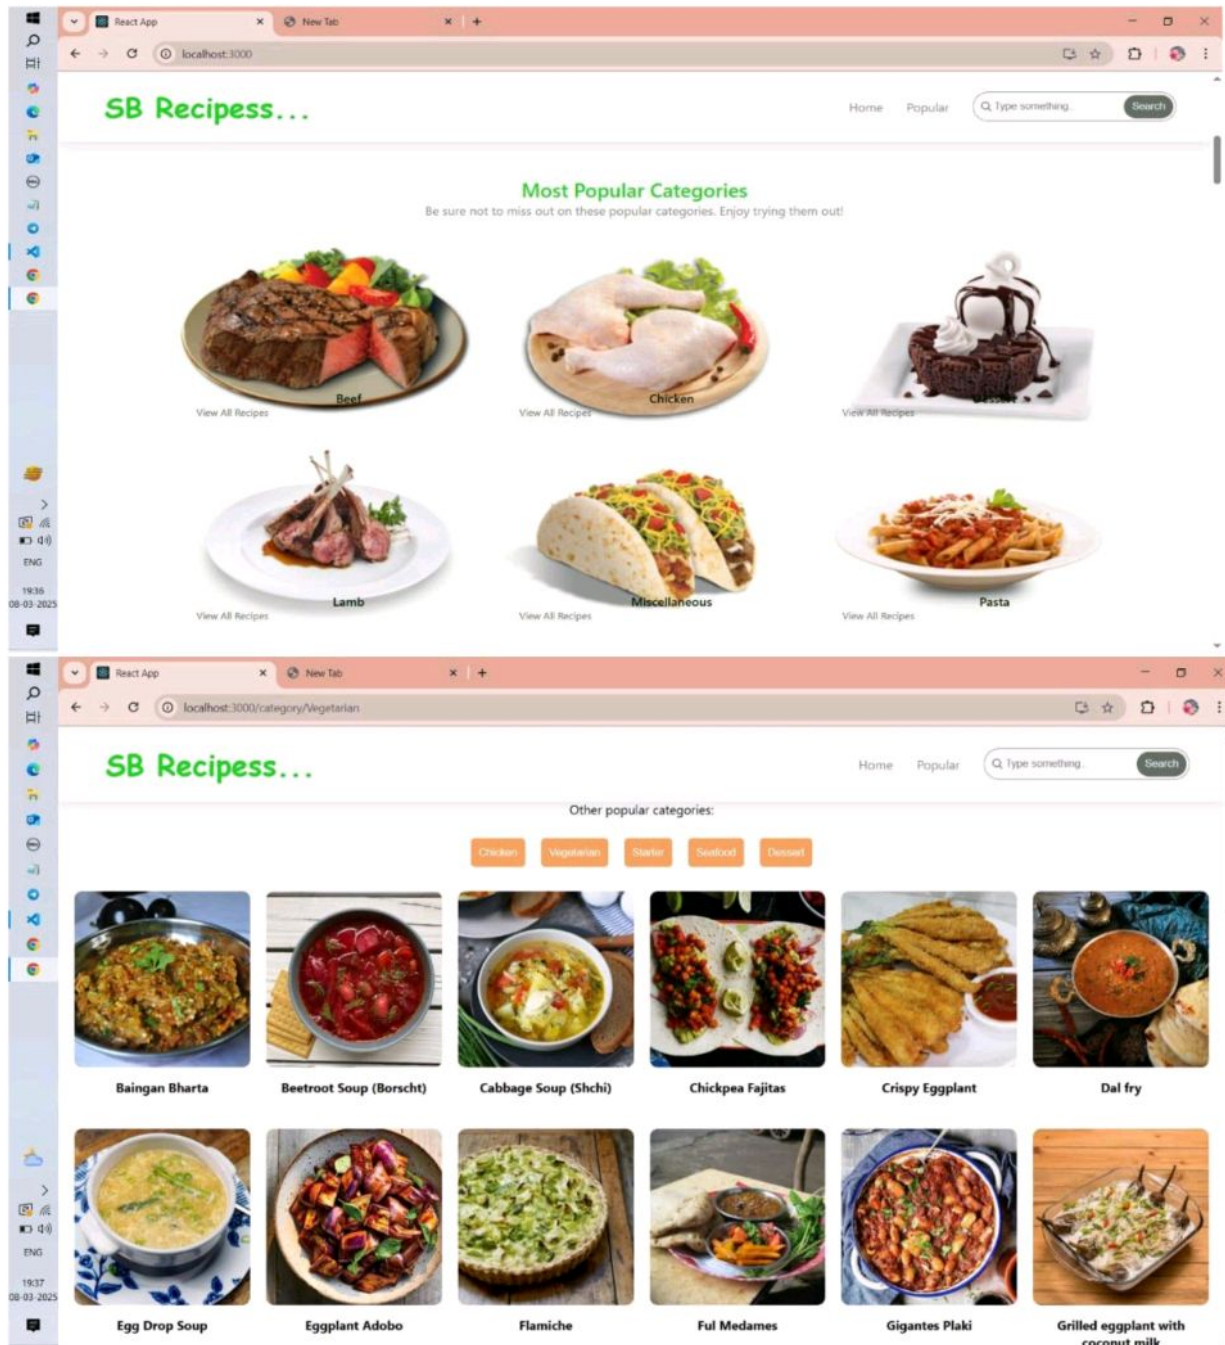 React App
New Tab
localhost:3000
SB Recipess...
Home Popular Type something.. Search
Most Popular Categories
Be sure not to miss out on these popular categories. Enjoy trying them out!
Beef
View All Recipes
Chicken
View All Recipes
Dessert
View All Recipes
Lamb
View All Recipes
Miscellaneous
View All Recipes
Pasta
View All Recipes
ENG
19:36
08-03-2025
React App
New Tab
localhost:3000/category/Vegetarian
SB Recipess...
Home Popular Type something.. Search
Other popular categories:
Chicken Vegetarian Starter Seafood Dessert
Baingan Bharta
Beetroot Soup (Borscht)
Cabbage Soup (Shchi)
Chickpea Fajitas
Crispy Eggplant
Dal fry
Egg Drop Soup
Eggplant Adobo
Flamiche
Ful Medames
Gigantes Plaki
Grilled eggplant with
coconut milk
ENG
19:37
08-03-2025